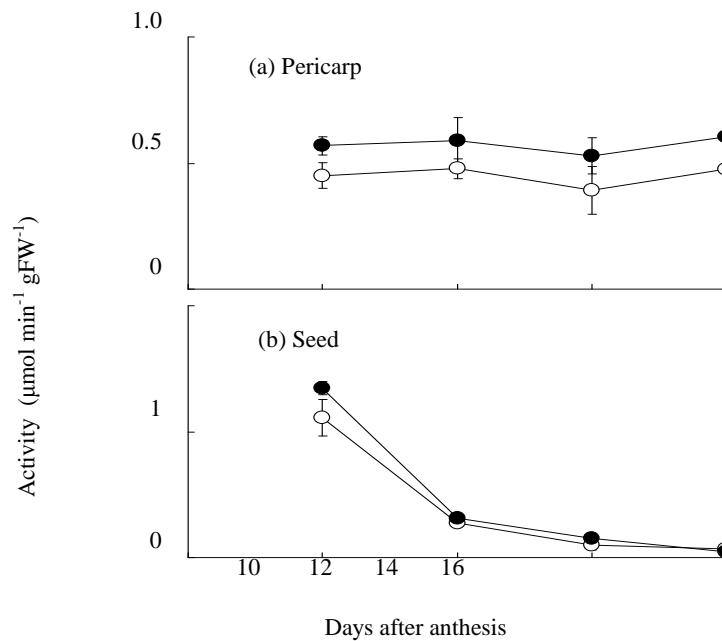 1.0
(a) Pericarp
0.5
0
(b) Seed
1
0
10 12 14 16
Days after anthesis
Activity (μmol min⁻¹ gFW⁻¹)